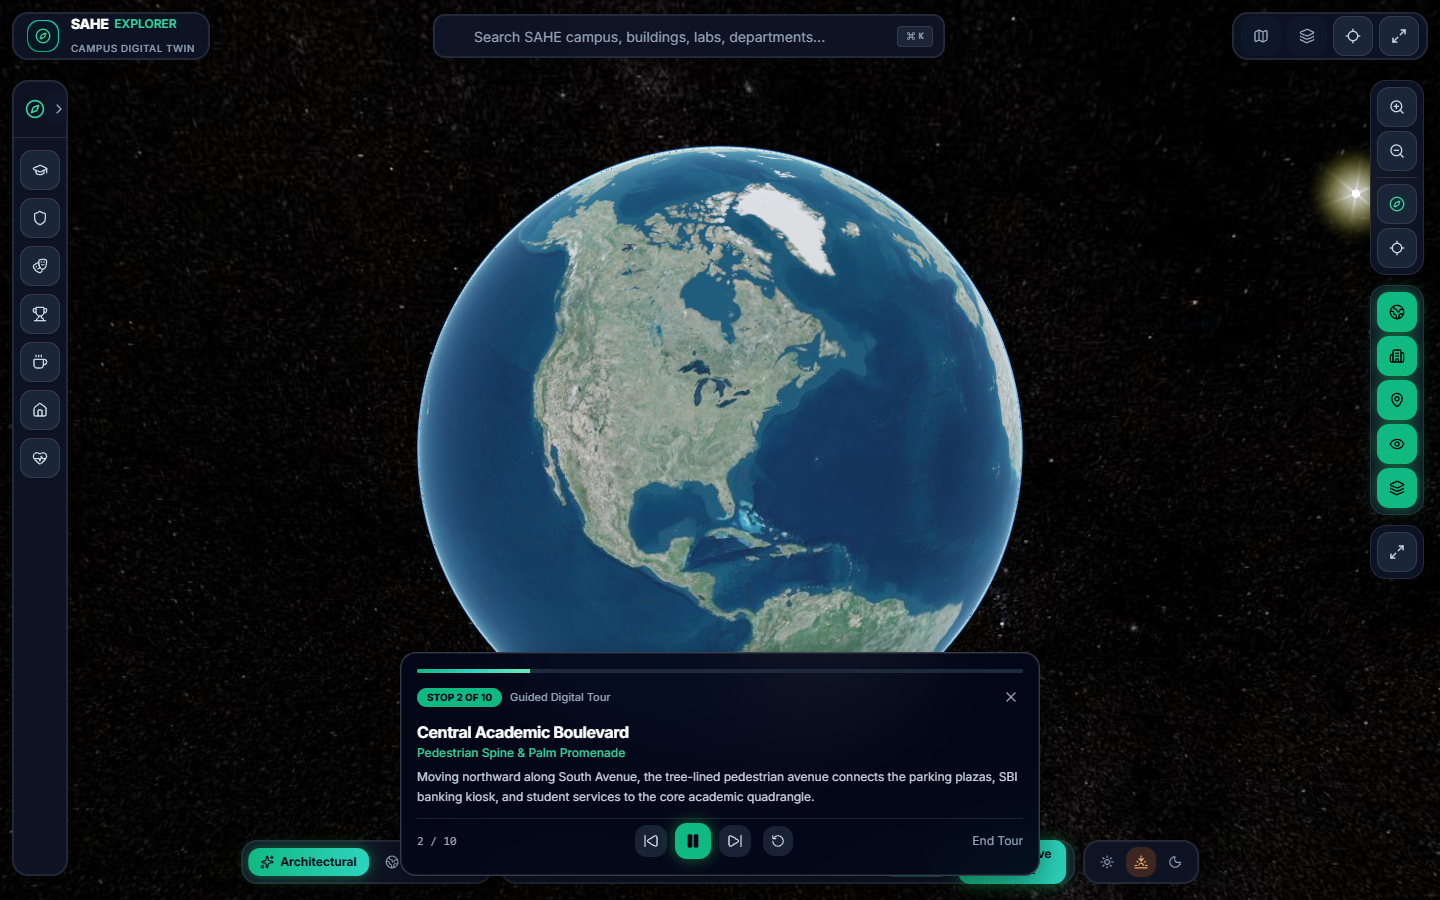 SAHE EXPLORER
CAMPUS DIGITAL TWIN
Search SAHE campus, buildings, labs, departments...
⌘ K
STOP 2 OF 10 Guided Digital Tour
Central Academic Boulevard
Pedestrian Spine & Palm Promenade
Moving northward along South Avenue, the tree-lined pedestrian avenue connects the parking plazas, SBI
banking kiosk, and student services to the core academic quadrangle.
2 / 10
End Tour
Architectural